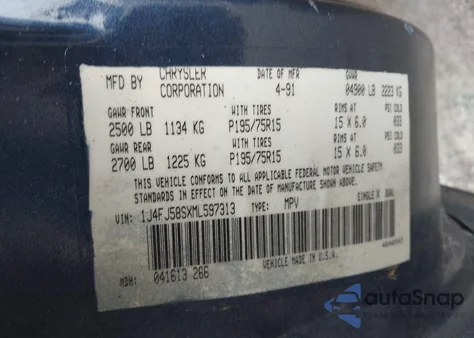 MFD BY CHRYSLER CORPORATION DATE OF MFR 4-91 GVWR 04900 LB 2223 KG
GAWR FRONT WITH TIRES RIMS AT PSI COLD
2500 LB 1134 KG P195/75R15 15 X 6.0 033
GAWR REAR WITH TIRES RIMS AT PSI COLD
2700 LB 1225 KG P195/75R15 15 X 6.0 033
THIS VEHICLE CONFORMS TO ALL APPLICABLE FEDERAL MOTOR VEHICLE SAFETY
STANDARDS IN EFFECT ON THE DATE OF MANUFACTURE SHOWN ABOVE.
SINGLE X DUAL
VIN: 1J4FJ58SXML597313 TYPE: MPV
VEHICLE MADE IN U.S.A.
MDH: 041613 266
autoSnap